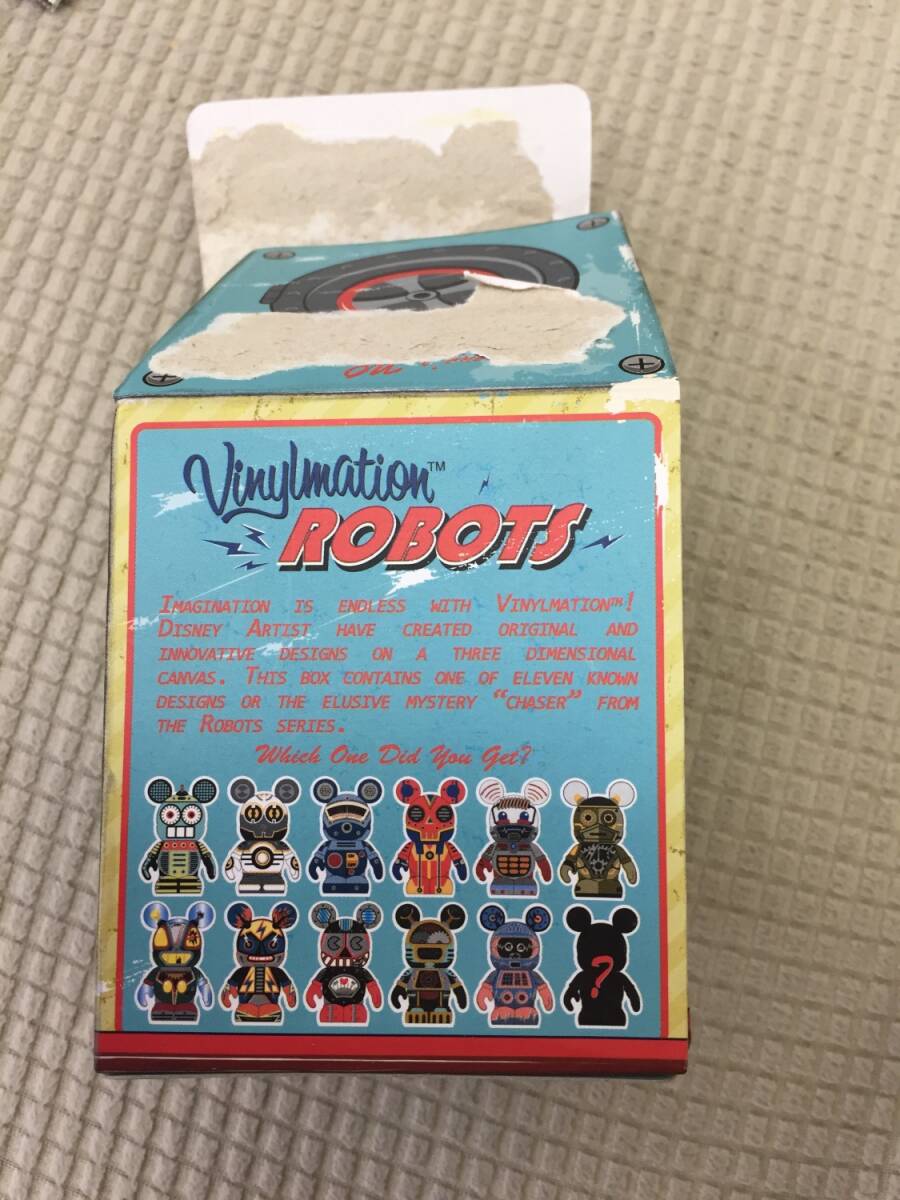 Vinylmation™
ROBOTS
IMAGINATION IS ENDLESS WITH VINYLMATION™!
DISNEY ARTIST HAVE CREATED ORIGINAL AND
INNOVATIVE DESIGNS ON A THREE DIMENSIONAL
CANVAS. THIS BOX CONTAINS ONE OF ELEVEN KNOWN
DESIGNS OR THE ELUSIVE MYSTERY “CHASER” FROM
THE ROBOTS SERIES.
Which One Did You Get?
?